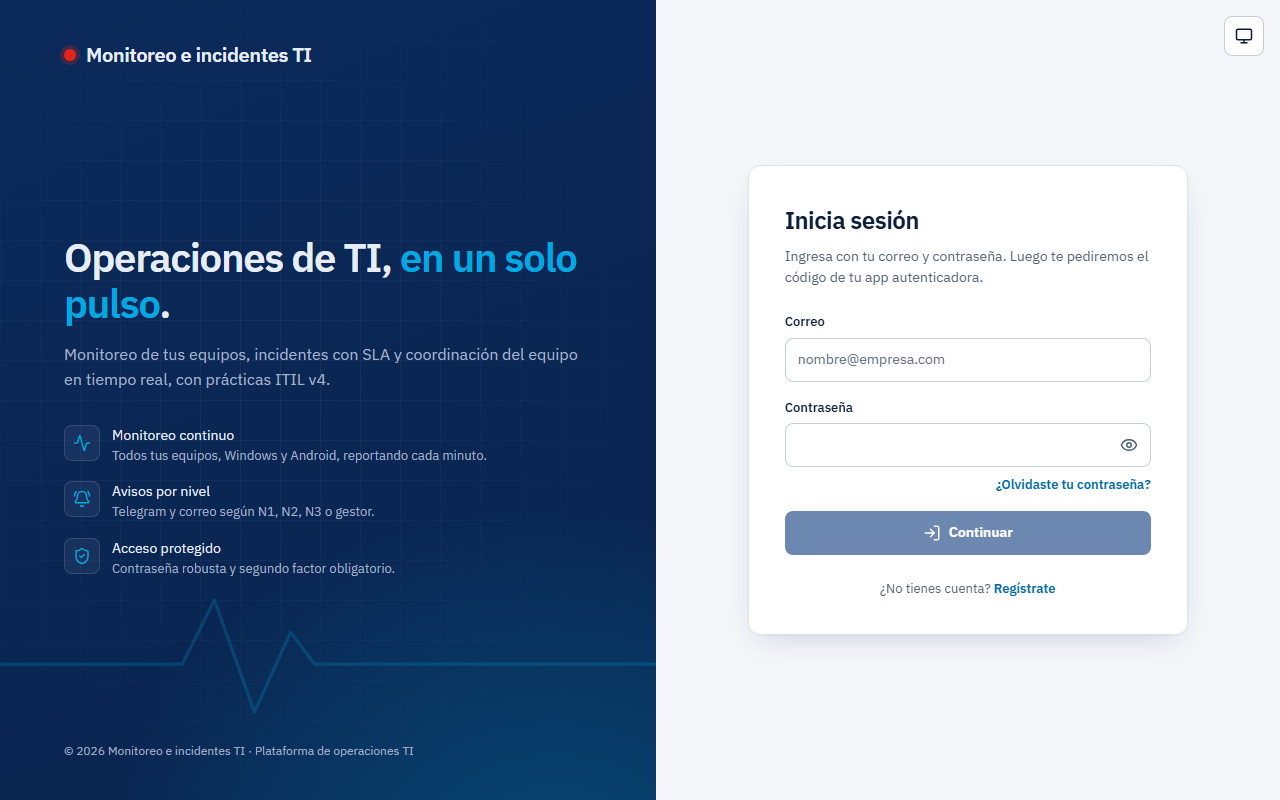 Monitoreo e incidentes TI
Operaciones de TI, en un solo
pulso.
Monitoreo de tus equipos, incidentes con SLA y coordinación del equipo
en tiempo real, con prácticas ITIL v4.
Monitoreo continuo
Todos tus equipos, Windows y Android, reportando cada minuto.
Avisos por nivel
Telegram y correo según N1, N2, N3 o gestor.
Acceso protegido
Contraseña robusta y segundo factor obligatorio.
© 2026 Monitoreo e incidentes TI · Plataforma de operaciones TI
Inicia sesión
Ingresa con tu correo y contraseña. Luego te pediremos el
código de tu app autenticadora.
Correo
nombre@empresa.com
Contraseña
¿Olvidaste tu contraseña?
Continuar
¿No tienes cuenta? Regístrate